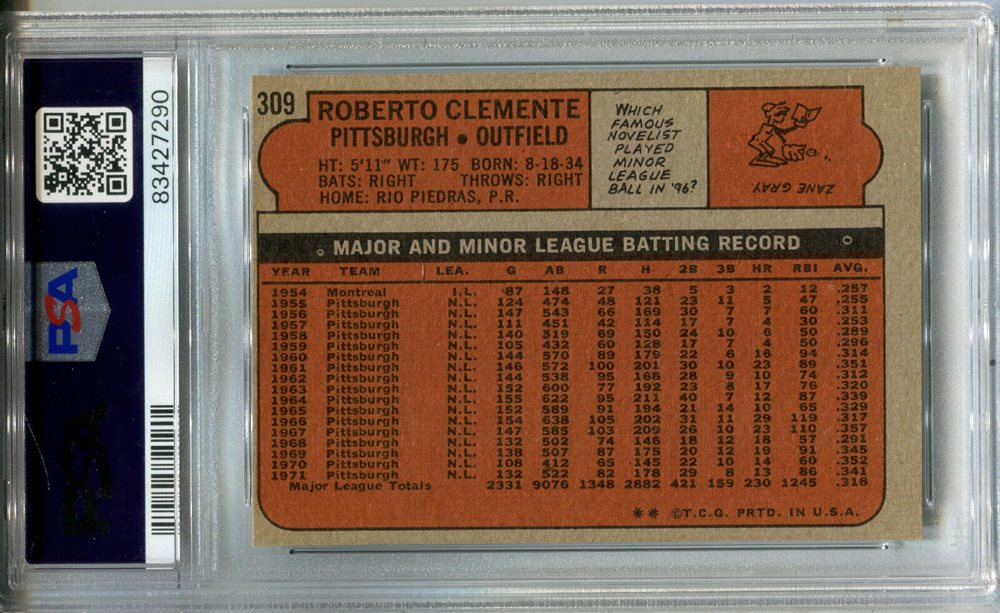 PSA
83427290
PSA
309
ROBERTO CLEMENTE
PITTSBURGH • OUTFIELD
HT: 5'11" WT: 175 BORN: 8-18-34
BATS: RIGHT THROWS: RIGHT
HOME: RIO PIEDRAS, P.R.
WHICH
FAMOUS
NOVELIST
PLAYED
MINOR
LEAGUE
BALL IN '96?
ZANE GRAY
MAJOR AND MINOR LEAGUE BATTING RECORD
YEAR TEAM LEA. G AB R H 2B 3B HR RBI AVG.
1954 Montreal I.L. 87 148 27 38 5 3 2 12 .257
1955 Pittsburgh N.L. 124 474 48 121 23 11 5 47 .255
1956 Pittsburgh N.L. 147 543 66 169 30 7 7 60 .311
1957 Pittsburgh N.L. 111 451 42 114 17 7 4 30 .253
1958 Pittsburgh N.L. 140 519 69 150 24 10 6 50 .289
1959 Pittsburgh N.L. 105 432 60 128 17 7 4 50 .296
1960 Pittsburgh N.L. 144 570 89 179 22 6 16 94 .314
1961 Pittsburgh N.L. 146 572 100 201 30 10 23 89 .351
1962 Pittsburgh N.L. 144 538 95 168 28 9 10 74 .312
1963 Pittsburgh N.L. 152 600 77 192 23 8 17 76 .320
1964 Pittsburgh N.L. 155 622 95 211 40 7 12 87 .339
1965 Pittsburgh N.L. 152 589 91 194 21 14 10 65 .329
1966 Pittsburgh N.L. 154 638 105 202 31 11 29 119 .317
1967 Pittsburgh N.L. 147 585 103 209 26 10 23 110 .357
1968 Pittsburgh N.L. 132 502 74 146 18 12 18 57 .291
1969 Pittsburgh N.L. 138 507 87 175 20 12 19 91 .345
1970 Pittsburgh N.L. 108 412 65 145 22 10 14 60 .352
1971 Pittsburgh N.L. 132 522 82 178 29 8 13 86 .341
Major League Totals 2331 9076 1348 2882 421 159 230 1245 .318
** ©T.C.G. PRTD. IN U.S.A.